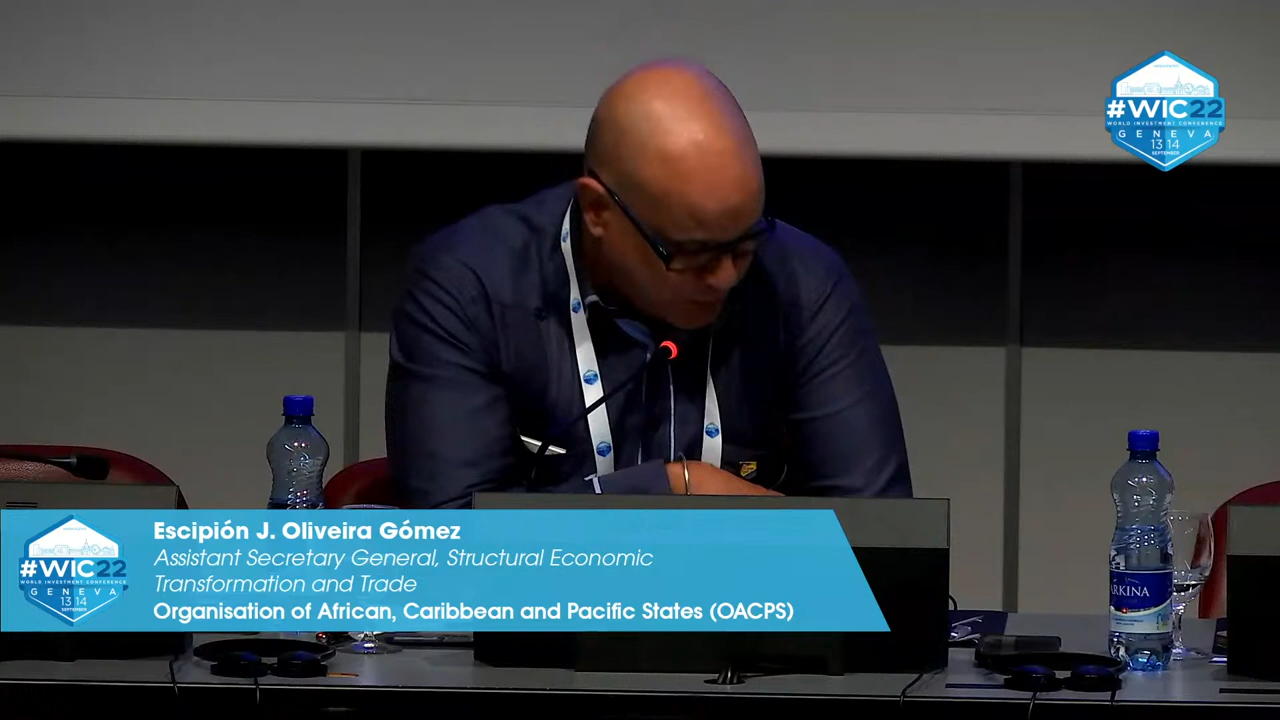 #WIC22
WORLD INVESTMENT CONFERENCE
GENEVA
13 14
SEPTEMBER
Escipión J. Oliveira Gómez
Assistant Secretary General, Structural Economic
Transformation and Trade
Organisation of African, Caribbean and Pacific States (OACPS)
#WIC22
WORLD INVESTMENT CONFERENCE
GENEVA
13 14
SEPTEMBER
ARKINA